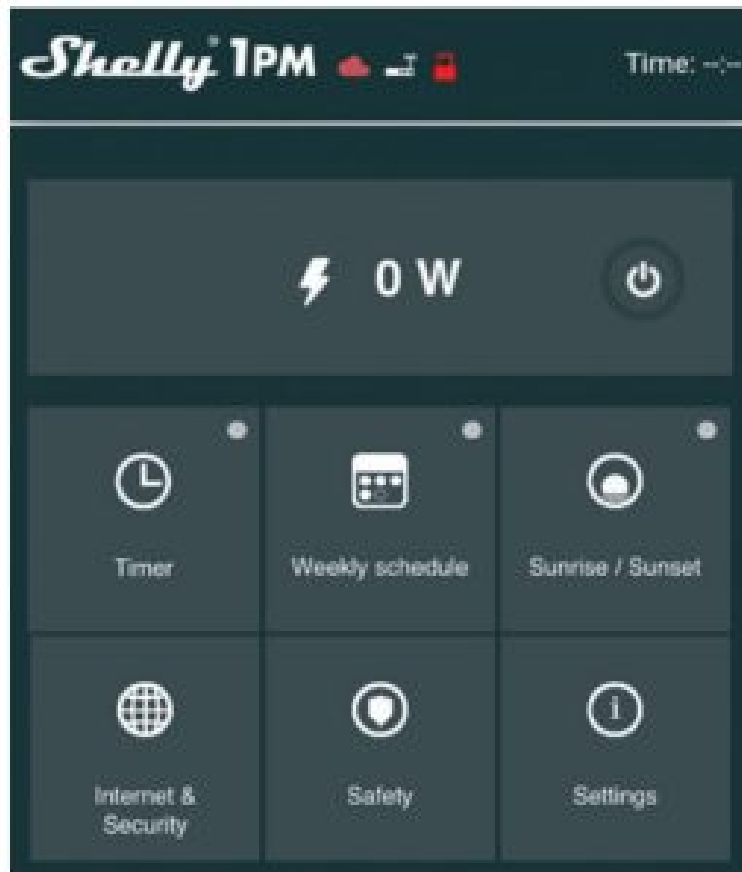 Shelly® 1PM
Time: --:--
0 W
Timer
Weekly schedule
Sunrise / Sunset
Internet &
Security
Safety
Settings